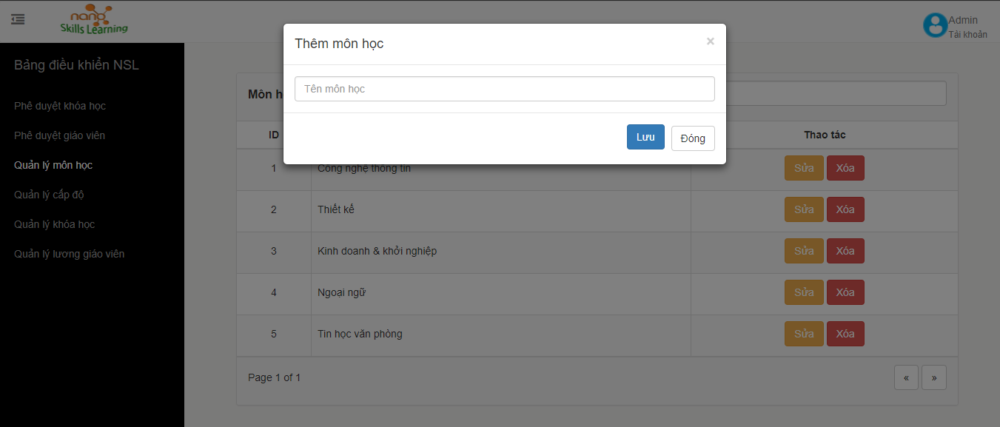 nano
Skills Learning
Admin
Tài khoản
Thêm môn học
×
Tên môn học
Lưu
Đóng
Bảng điều khiển NSL
Phê duyệt khóa học
Phê duyệt giáo viên
Quản lý môn học
Quản lý cấp độ
Quản lý khóa học
Quản lý lương giáo viên
Môn h
ID Thao tác
1 Công nghệ thông tin Sửa Xóa
2 Thiết kế Sửa Xóa
3 Kinh doanh & khởi nghiệp Sửa Xóa
4 Ngoại ngữ Sửa Xóa
5 Tin học văn phòng Sửa Xóa
Page 1 of 1 « »